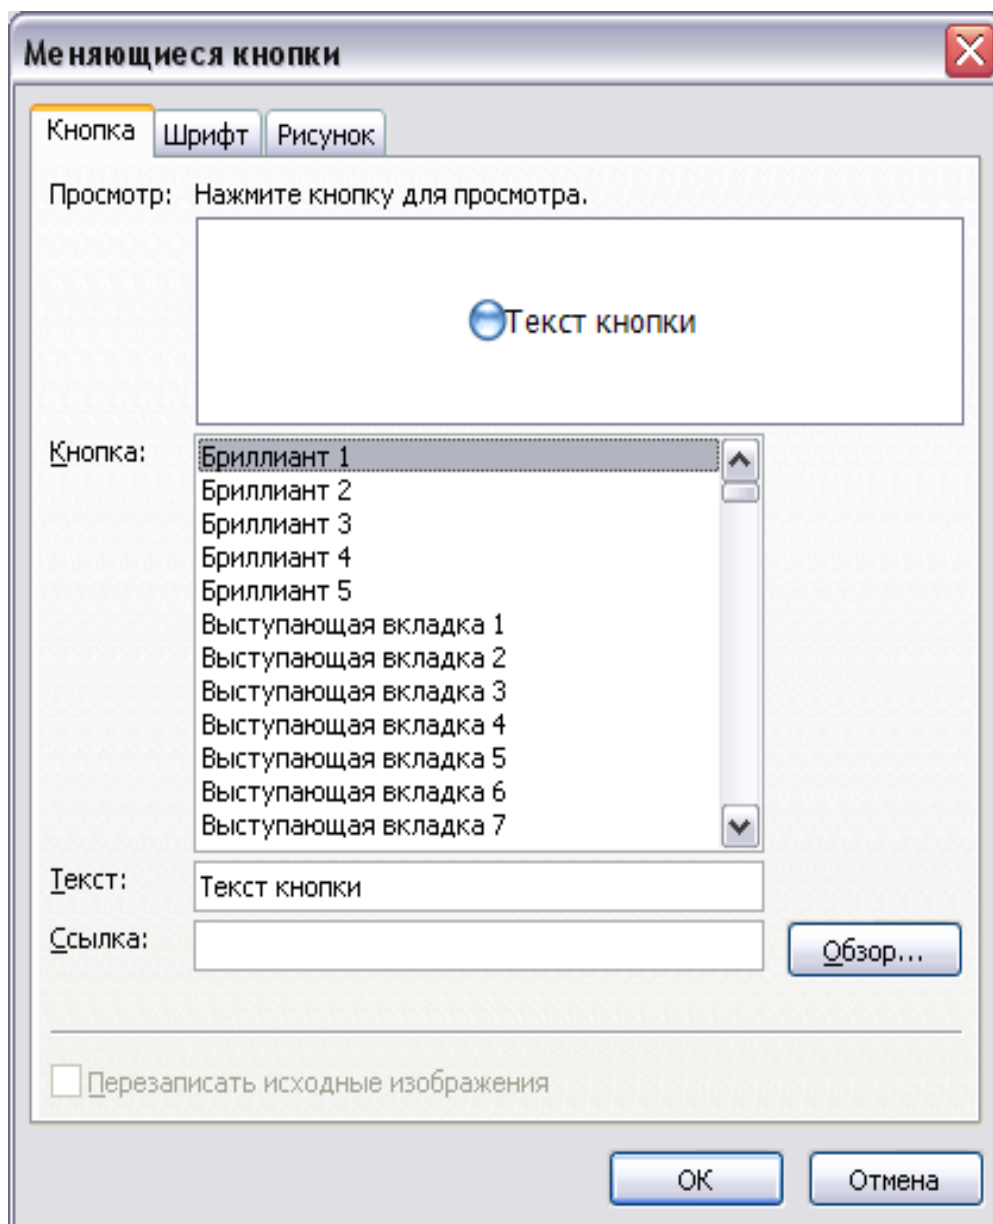 Меняющиеся кнопки
Кнопка Шрифт Рисунок
Просмотр: Нажмите кнопку для просмотра.
Текст кнопки
Кнопка:
Бриллиант 1
Бриллиант 2
Бриллиант 3
Бриллиант 4
Бриллиант 5
Выступающая вкладка 1
Выступающая вкладка 2
Выступающая вкладка 3
Выступающая вкладка 4
Выступающая вкладка 5
Выступающая вкладка 6
Выступающая вкладка 7
Текст: Текст кнопки
Ссылка: Обзор...
Перезаписать исходные изображения
ОК Отмена